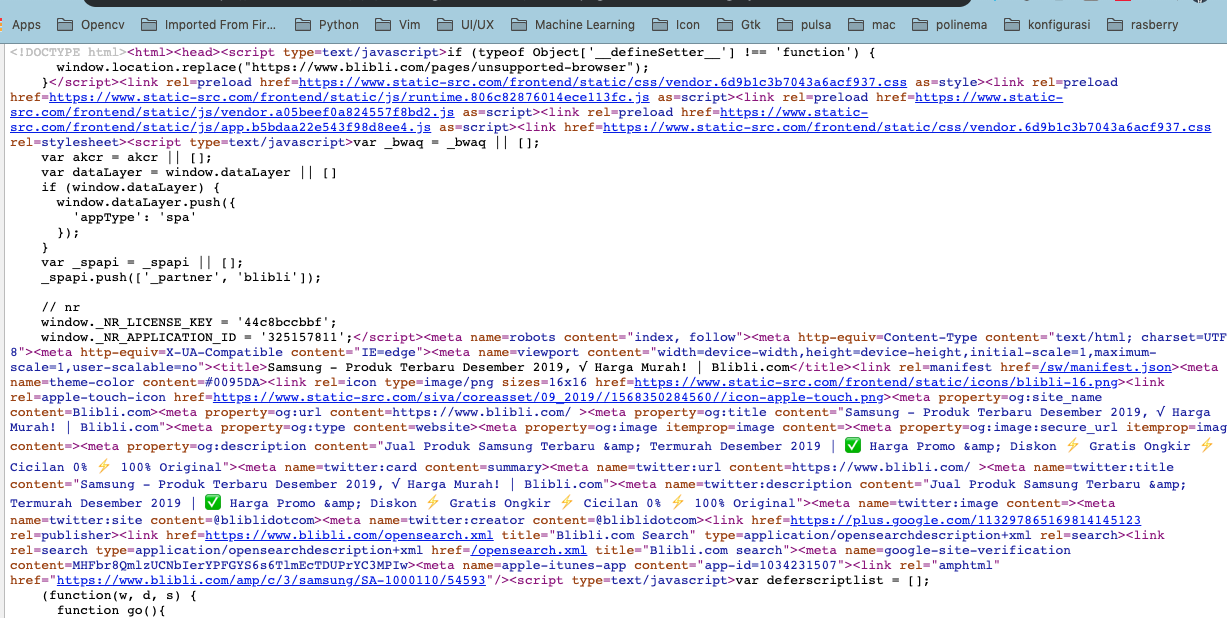 Apps Opencv Imported From Fir... Python Vim UI/UX Machine Learning Icon Gtk pulsa mac polinema konfigurasi rasberry
<!DOCTYPE html><html><head><script type=text/javascript>if (typeof Object['__defineSetter__'] !== 'function') {
window.location.replace("https://www.blibli.com/pages/unsupported-browser");
}</script><link rel=preload href=https://www.static-src.com/frontend/static/css/vendor.6d9b1c3b7043a6acf937.css as=style><link rel=preload
href=https://www.static-src.com/frontend/static/js/runtime.806c82876014ece113fc.js as=script><link rel=preload href=https://www.static-
src.com/frontend/static/js/vendor.a05beef0a824557f8bd2.js as=script><link rel=preload href=https://www.static-
src.com/frontend/static/js/app.b5bdaa22e543f98d8ee4.js as=script><link href=https://www.static-src.com/frontend/static/css/vendor.6d9b1c3b7043a6acf937.css
rel=stylesheet><script type=text/javascript>var _bwaq = _bwaq || [];
var akcr = akcr || [];
var dataLayer = window.dataLayer || []
if (window.dataLayer) {
window.dataLayer.push({
'appType': 'spa'
});
}
var _spapi = _spapi || [];
_spapi.push(['_partner', 'blibli']);
// nr
window._NR_LICENSE_KEY = '44c8bccbbf';
window._NR_APPLICATION_ID = '325157811';</script><meta name=robots content="index, follow"><meta http-equiv=Content-Type content="text/html; charset=UTF
8"><meta http-equiv=X-UA-Compatible content="IE=edge"><meta name=viewport content="width=device-width,height=device-height,initial-scale=1,maximum-
scale=1,user-scalable=no"><title>Samsung - Produk Terbaru Desember 2019, √ Harga Murah! | Blibli.com</title><link rel=manifest href=/sw/manifest.json><meta
name=theme-color content=#0095DA><link rel=icon type=image/png sizes=16x16 href=https://www.static-src.com/frontend/static/icons/blibli-16.png><link
rel=apple-touch-icon href=https://www.static-src.com/siva/coreasset/09_2019//1568350284560//icon-apple-touch.png><meta property=og:site_name
content=Blibli.com><meta property=og:url content=https://www.blibli.com/ ><meta property=og:title content="Samsung - Produk Terbaru Desember 2019, √ Harga
Murah! | Blibli.com"><meta property=og:type content=website><meta property=og:image itemprop=image content><meta property=og:image:secure_url itemprop=imag
content><meta property=og:description content="Jual Produk Samsung Terbaru &amp; Termurah Desember 2019 | ✅ Harga Promo &amp; Diskon ⚡ Gratis Ongkir ⚡
Cicilan 0% ⚡ 100% Original"><meta name=twitter:card content=summary><meta name=twitter:url content=https://www.blibli.com/ ><meta name=twitter:title
content="Samsung - Produk Terbaru Desember 2019, √ Harga Murah! | Blibli.com"><meta name=twitter:description content="Jual Produk Samsung Terbaru &amp;
Termurah Desember 2019 | ✅ Harga Promo &amp; Diskon ⚡ Gratis Ongkir ⚡ Cicilan 0% ⚡ 100% Original"><meta name=twitter:image content><meta
name=twitter:site content=@bliblidotcom><meta name=twitter:creator content=@bliblidotcom><link href=https://plus.google.com/113297865169814145123
rel=publisher><link href=https://www.blibli.com/opensearch.xml title="Blibli.com Search" type=application/opensearchdescription+xml rel=search><link
rel=search type=application/opensearchdescription+xml href=/opensearch.xml title="Blibli.com search"><meta name=google-site-verification
content=MHFbr8QmlzUCNbIerYPFGYS6s6TlmEcTDUPrYC3MPIw><meta name=apple-itunes-app content="app-id=1034231507"><link rel="amphtml"
href="https://www.blibli.com/amp/c/3/samsung/SA-1000110/54593"/><script type=text/javascript>var deferscriptlist = [];
(function(w, d, s) {
function go(){